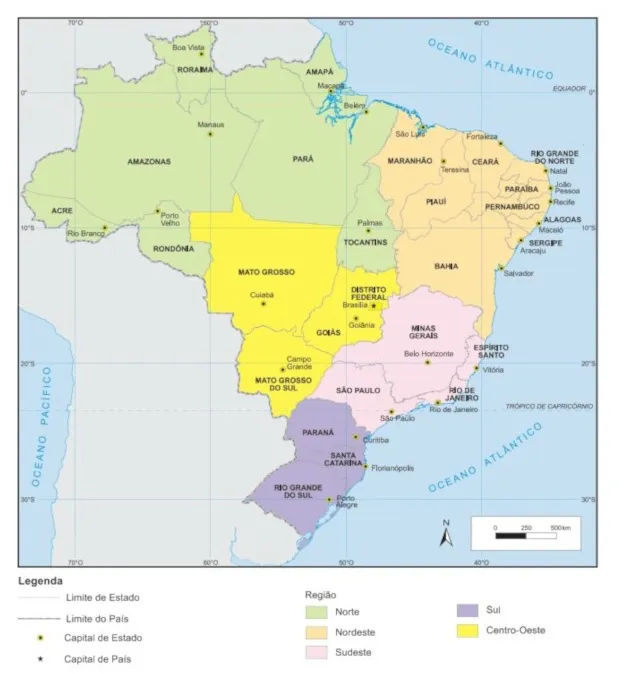 70°O
60°O
50°O
40°O
OCEANO ATLÂNTICO
Boa Vista
RORAIMA
AMAPÁ
Macapá
EQUADOR
0°
0°
Belém
Manaus
São Luís
Fortaleza
RIO GRANDE
DO NORTE
AMAZONAS
PARÁ
MARANHÃO
CEARÁ
Teresina
Natal
PARAÍBA
João
Pessoa
PIAUÍ
PERNAMBUCO
Recife
ACRE
Porto
Velho
ALAGOAS
Maceió
Rio Branco
Palmas
10°S
10°S
RONDÔNIA
TOCANTINS
SERGIPE
Aracaju
MATO GROSSO
BAHIA
Salvador
DISTRITO
FEDERAL
Cuiabá
Brasília
GOIÁS
Goiânia
MINAS
GERAIS
ESPÍRITO
SANTO
Campo
Grande
Belo Horizonte
20°S
20°S
Vitória
MATO GROSSO
DO SUL
SÃO PAULO
RIO DE
JANEIRO
Rio de Janeiro
TRÓPICO DE CAPRICÓRNIO
São Paulo
OCEANO PACÍFICO
PARANÁ
Curitiba
OCEANO ATLÂNTICO
SANTA
CATARINA
Florianópolis
RIO GRANDE
DO SUL
30°S
30°S
Porto
Alegre
N
0 250 500km
70°O
60°O
50°O
40°O
Legenda
Limite de Estado
Limite do País
Capital de Estado
Capital de País
Região
Norte
Nordeste
Sudeste
Sul
Centro-Oeste